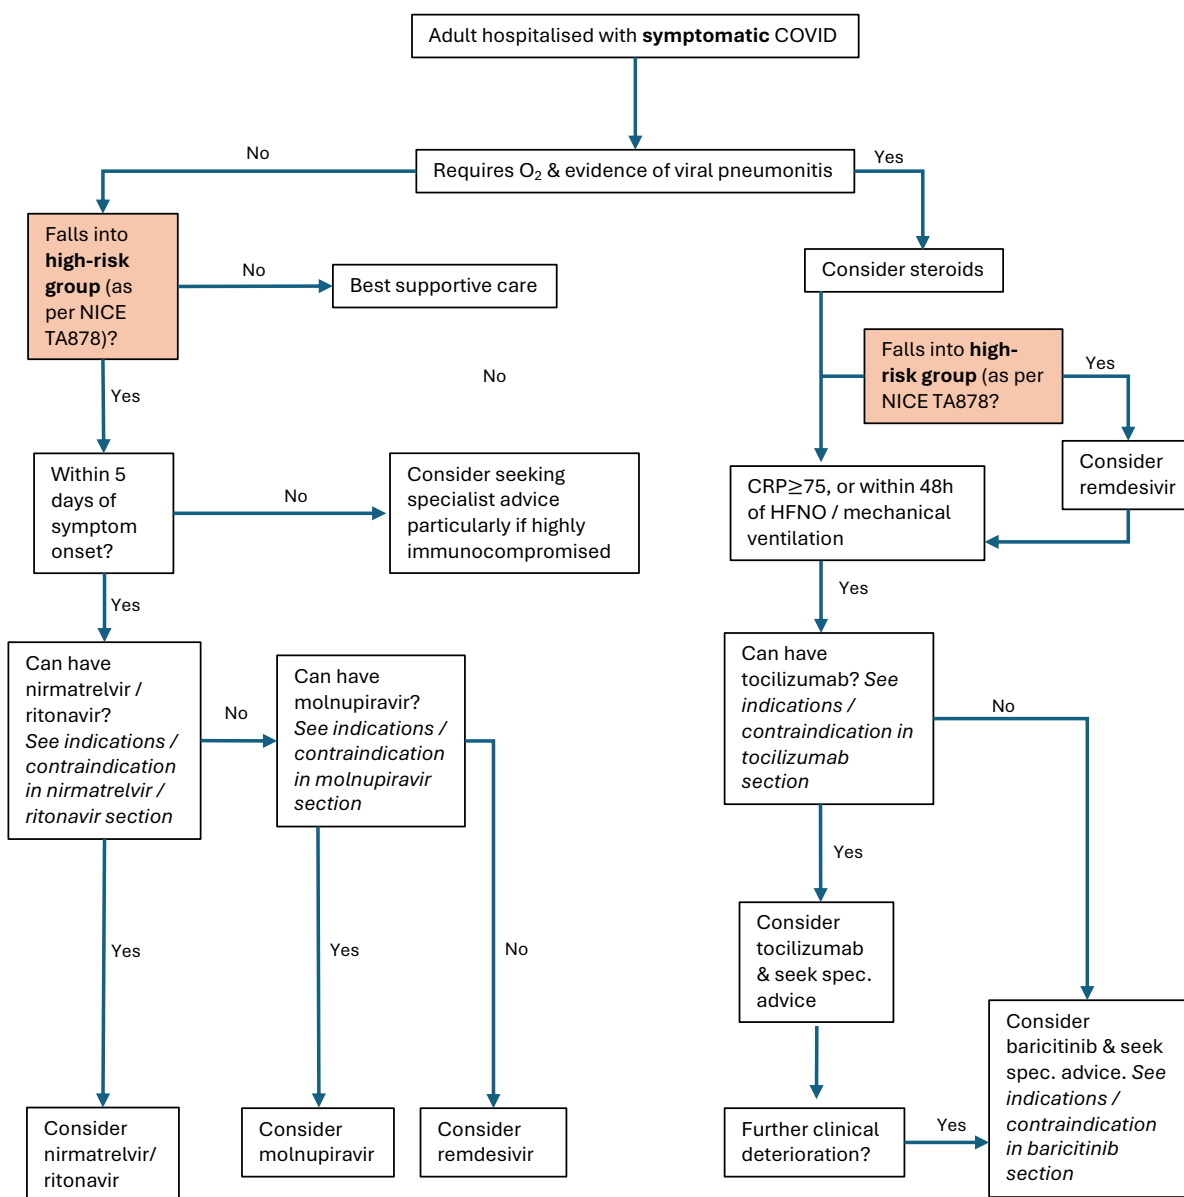 Adult hospitalised with symptomatic COVID
No
Requires O₂ & evidence of viral pneumonitis
Yes
Falls into
high-risk
group (as
per NICE
TA878)?
No
Best supportive care
Consider steroids
Falls into high-
risk group (as per
NICE TA878?
Yes
No
Yes
Within 5
days of
symptom
onset?
No
Consider seeking
specialist advice
particularly if highly
immunocompromised
CRP≥75, or within 48h
of HFNO / mechanical
ventilation
Consider
remdesivir
Yes
Yes
Can have
nirmatrelvir /
ritonavir?
See indications /
contraindication
in nirmatrelvir /
ritonavir section
No
Can have
molnupiravir?
See indications /
contraindication
in molnupiravir
section
Can have
tocilizumab? See
indications /
contraindication in
tocilizumab
section
No
Yes
Yes
Yes
No
Consider
tocilizumab
& seek spec.
advice
Consider
nirmatrelvir/
ritonavir
Consider
molnupiravir
Consider
remdesivir
Further clinical
deterioration?
Yes
Consider
baricitinib & seek
spec. advice. See
indications /
contraindication
in baricitinib
section